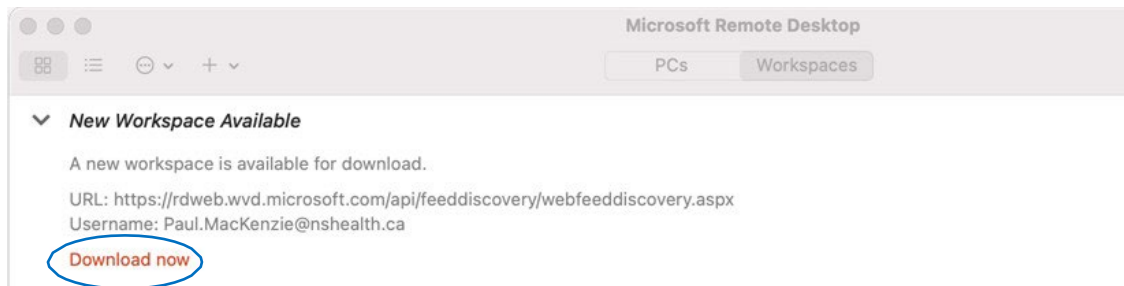 Microsoft Remote Desktop
PCs Workspaces
New Workspace Available
A new workspace is available for download.
URL: https://rdweb.wvd.microsoft.com/api/feeddiscovery/webfeeddiscovery.aspx
Username: Paul.MacKenzie@nshealth.ca
Download now